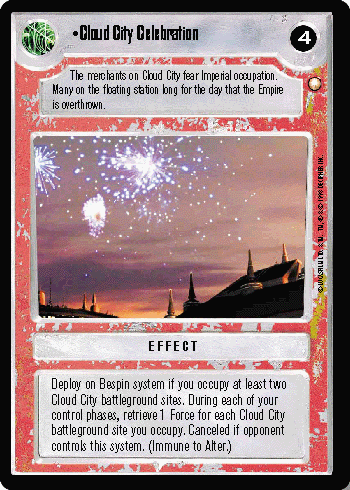 •Cloud City Celebration
4
The merchants on Cloud City fear Imperial occupation.
Many on the floating station long for the day that the Empire
is overthrown.
EFFECT
Deploy on Bespin system if you occupy at least two
Cloud City battleground sites. During each of your
control phases, retrieve 1 Force for each Cloud City
battleground site you occupy. Canceled if opponent
controls this system. (Immune to Alter.)